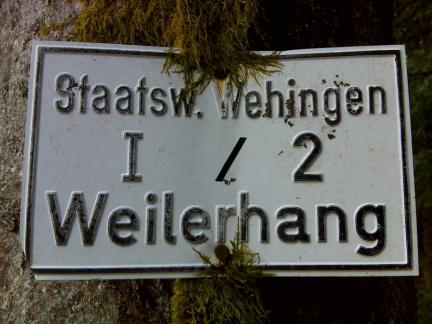 Staatsw. Wehingen
I / 2
Weilerhang